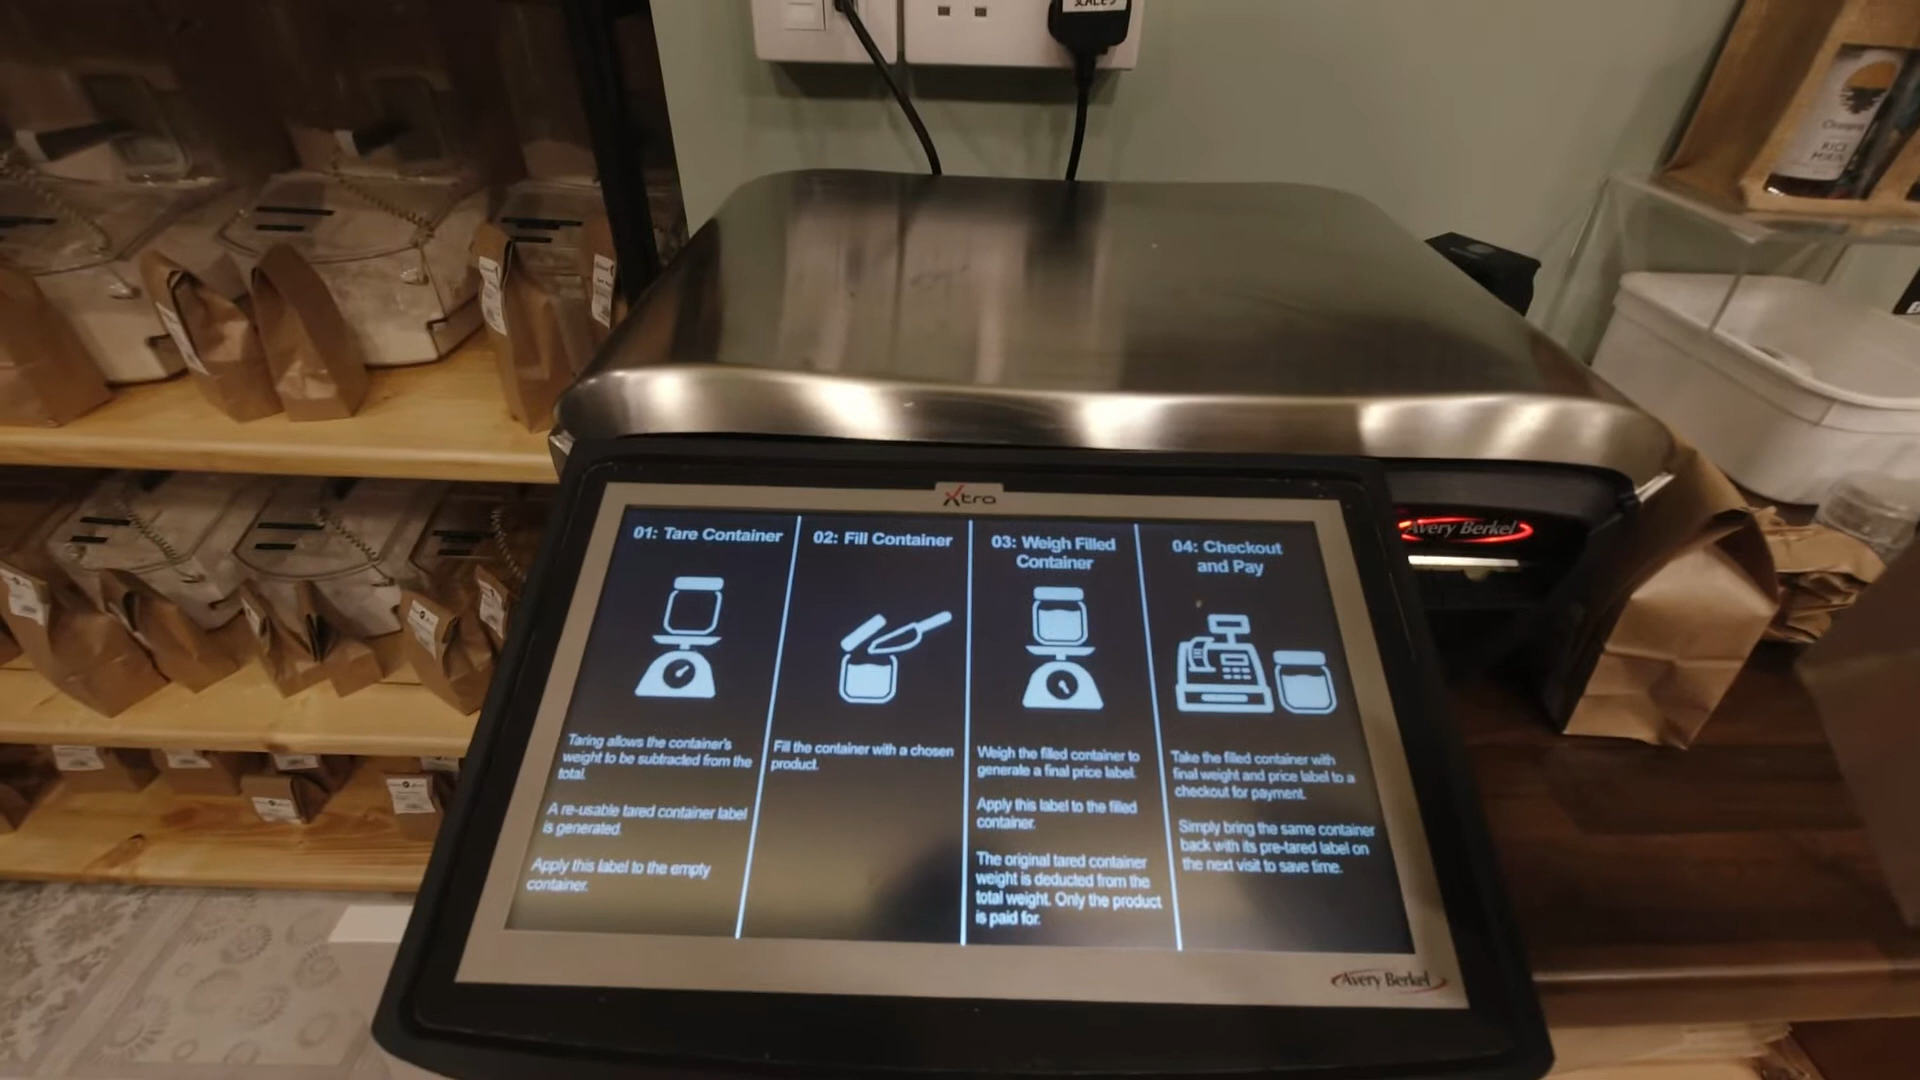 SCALES
Xtra
01: Tare Container
Taring allows the container's
weight to be subtracted from the
total.
A re-usable tared container label
is generated.
Apply this label to the empty
container.
02: Fill Container
Fill the container with a chosen
product.
03: Weigh Filled
Container
Weigh the filled container to
generate a final price label.
Apply this label to the filled
container.
The original tared container
weight is deducted from the
total weight. Only the product
is paid for.
04: Checkout
and Pay
Take the filled container with
final weight and price label to a
checkout for payment.
Simply bring the same container
back with its pre-tared label on
the next visit to save time.
Avery Berkel
Avery Berkel
RICE
MIRIN